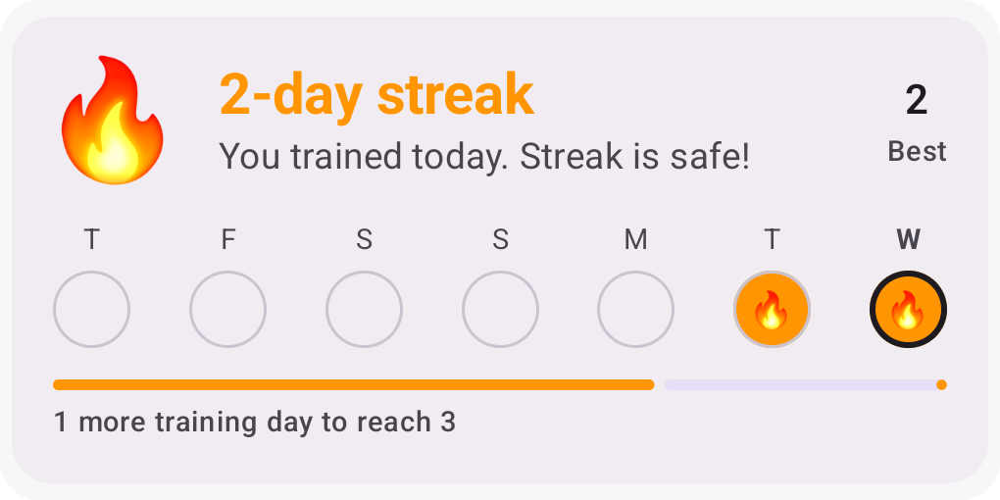 2-day streak
You trained today. Streak is safe!
2
Best
T F S S M T W
1 more training day to reach 3